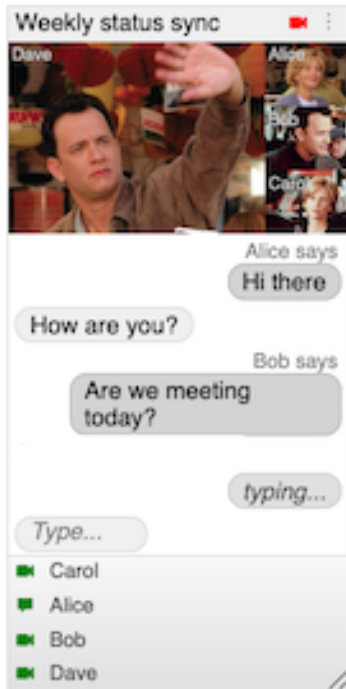 Weekly status sync
Dave
Alice
Bob
Carol
Alice says
Hi there
How are you?
Bob says
Are we meeting
today?
typing...
Type...
Carol
Alice
Bob
Dave